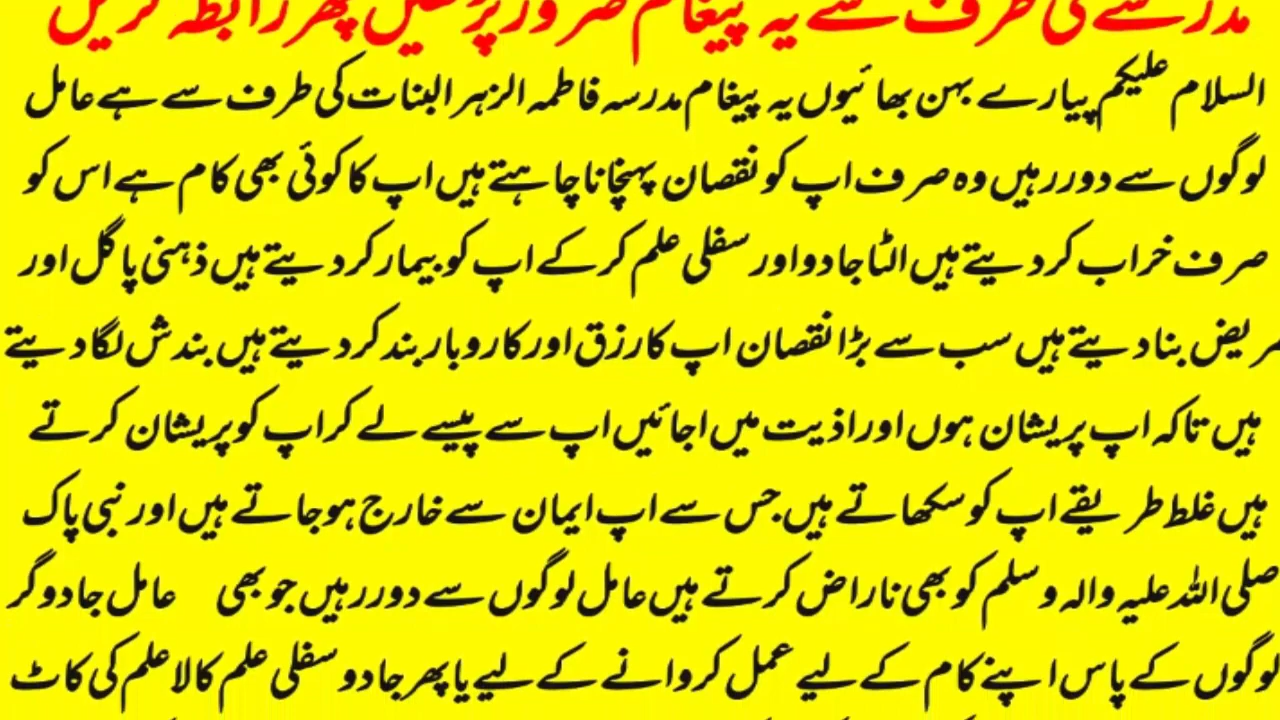 مدرسے کی طرف سے یہ پیغام ضرور پڑھیں پھر رابطہ کریں
السلام علیکم پیارے بہن بھائیوں یہ پیغام مدرسہ فاطمہ الزہرا البنات کی طرف سے ہے عامل
لوگوں سے دور رہیں وہ صرف اپ کو نقصان پہنچانا چاہتے ہیں اپ کا کوئی بھی کام ہے اس کو
صرف خراب کر دیتے ہیں الٹا جادو اور سفلی علم کر کے اپ کو بیمار کر دیتے ہیں ذہنی پاگل اور
مریض بنا دیتے ہیں سب سے بڑا نقصان اپ کا رزق اور کاروبار بند کر دیتے ہیں بندش لگا دیتے
ہیں تاکہ اپ پریشان ہوں اور اذیت میں اجائیں اپ سے پیسے لے کر اپ کو پریشان کرتے
ہیں غلط طریقے اپ کو سکھاتے ہیں جس سے اپ ایمان سے خارج ہو جاتے ہیں اور نبی پاک
صلی اللہ علیہ والہ وسلم کو بھی ناراض کرتے ہیں عامل لوگوں سے دور رہیں جو بھی عامل جادوگر
لوگوں کے پاس اپنے کام کے لیے عمل کروانے کے لیے یا پھر جادو سفلی علم کالا علم کی کاٹ